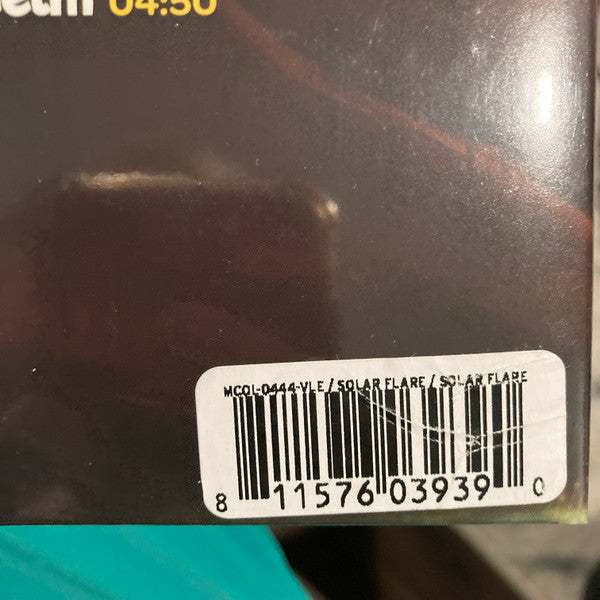 04:50
MCOL-0444-VLE / SOLAR FLARE / SOLAR FLARE
8 11576 03939 0